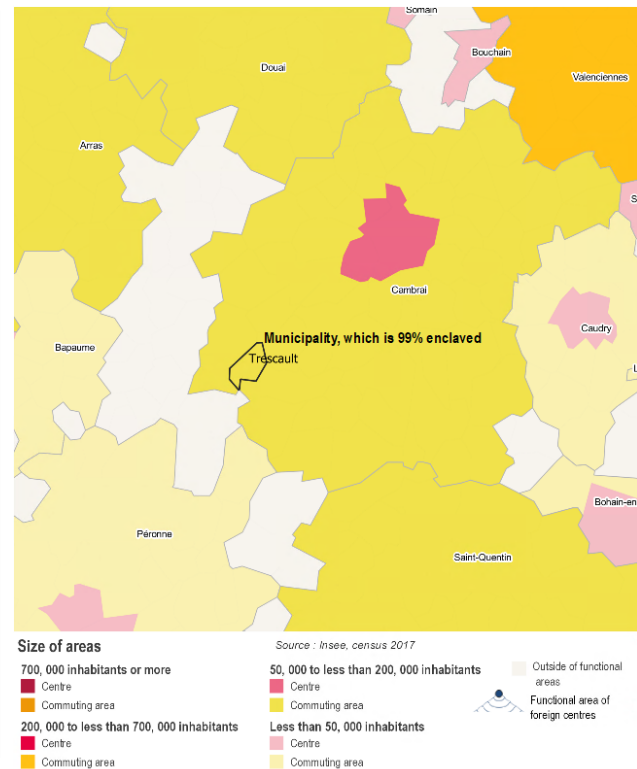 Somain
Bouchain
Douai
Valenciennes
Arras
S
Cambrai
Municipality, which is 99% enclaved
Trescault
Caudry
Bapaume
L
Bohain-en
Péronne
Saint-Quentin
Size of areas
Source : Insee, census 2017
700, 000 inhabitants or more
Centre
Commuting area
200, 000 to less than 700, 000 inhabitants
Centre
Commuting area
50, 000 to less than 200, 000 inhabitants
Centre
Commuting area
Less than 50, 000 inhabitants
Centre
Commuting area
Outside of functional
areas
Functional area of
foreign centres